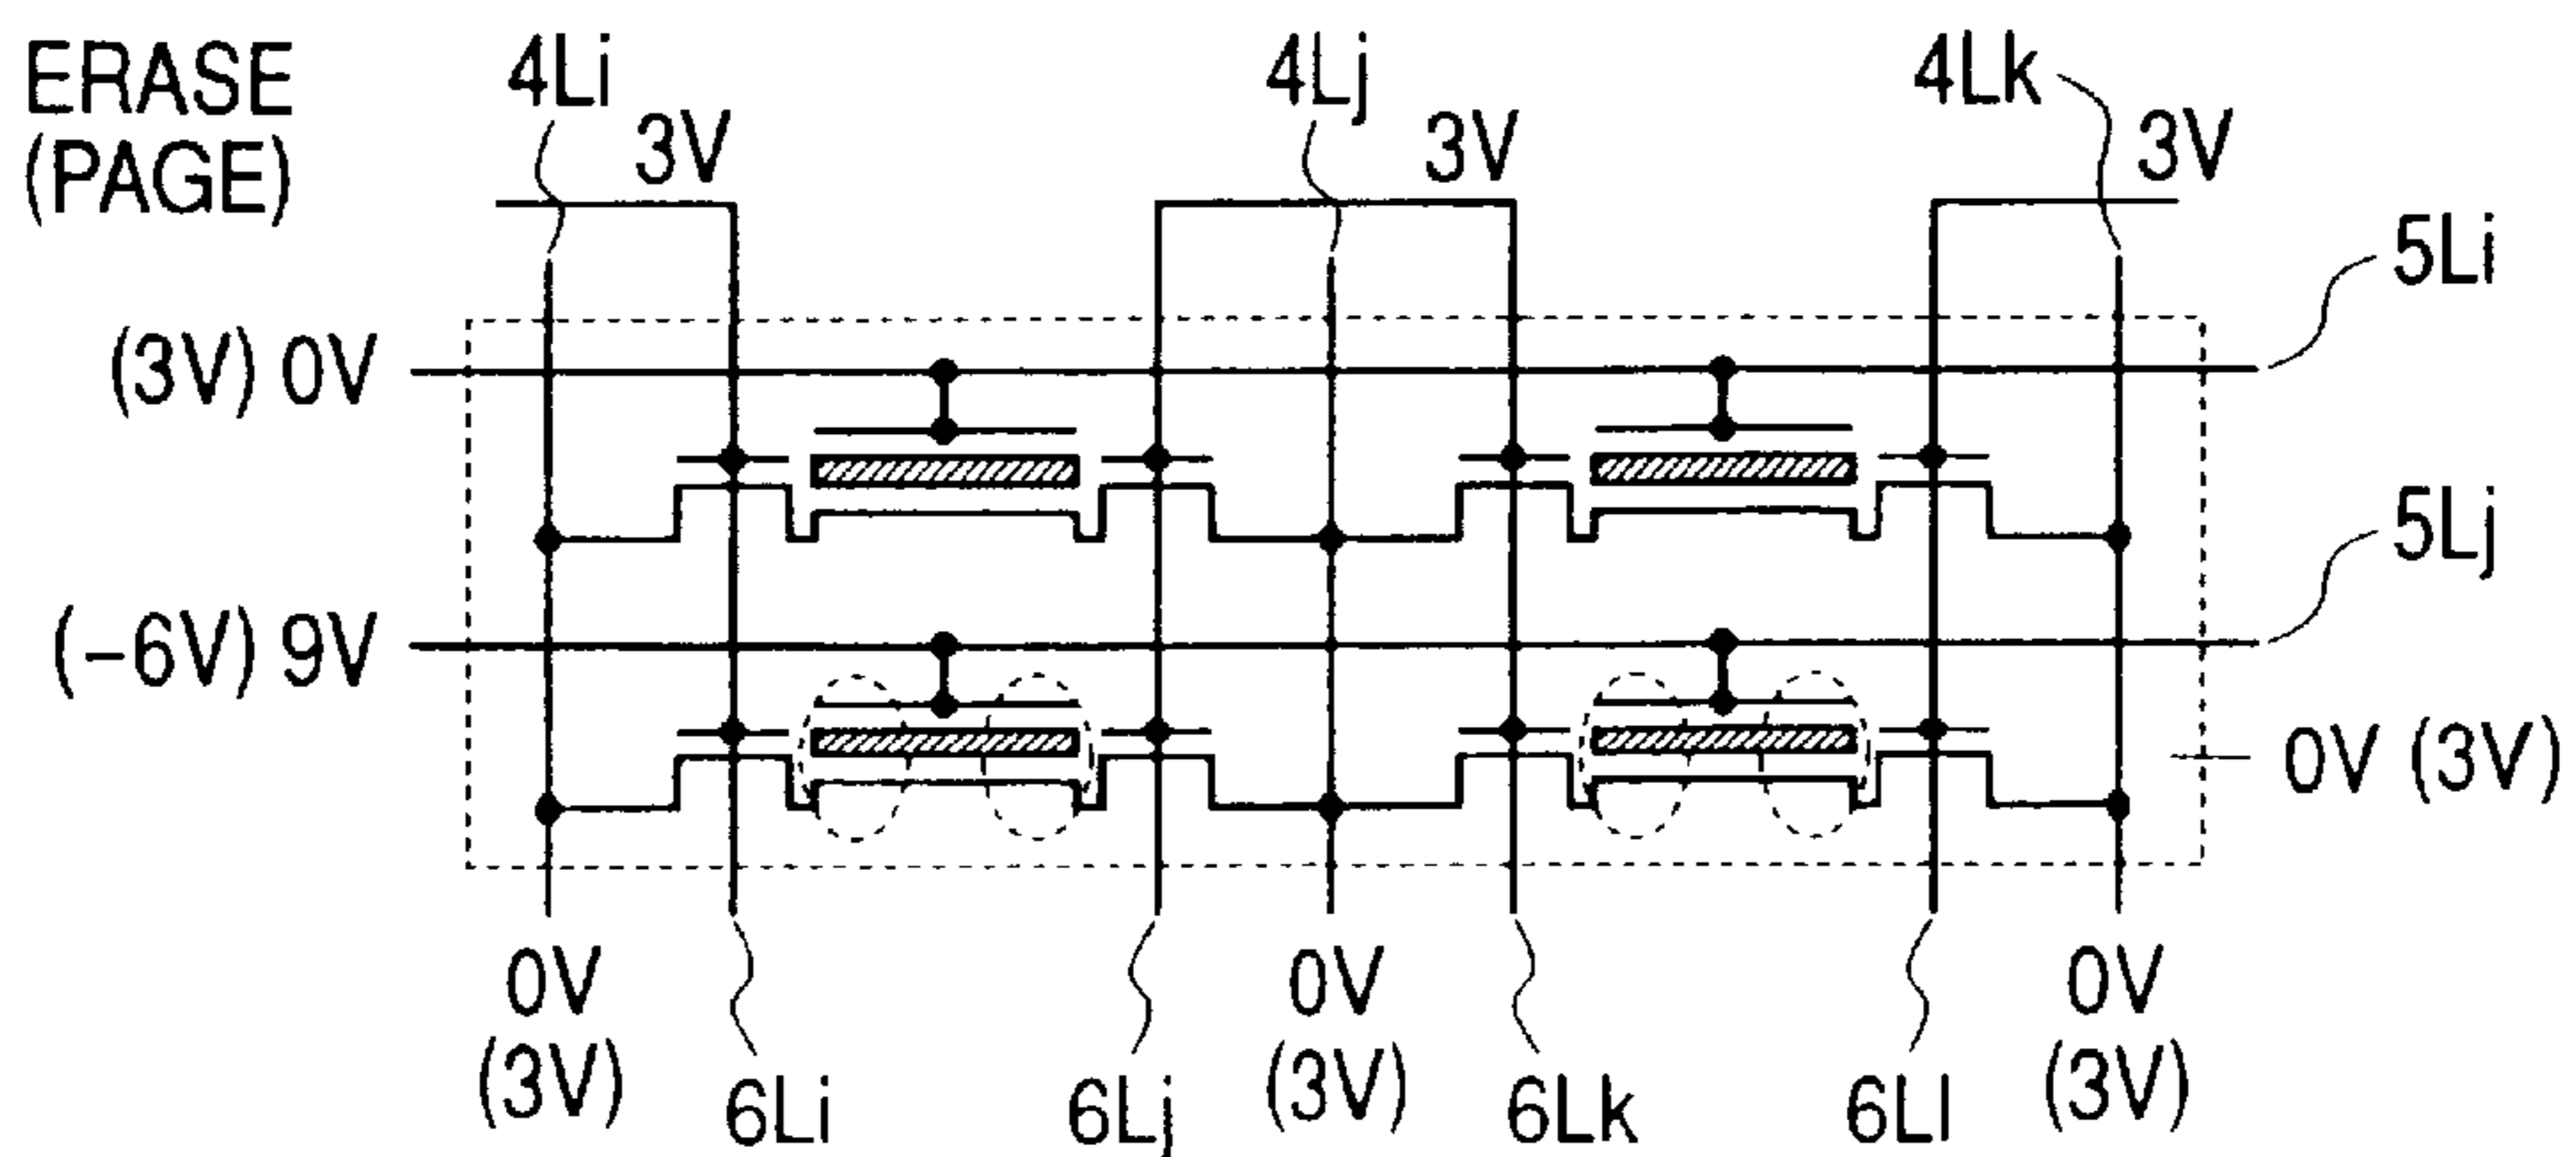 ERASE
(PAGE)
4Li
3V
4Lj
3V
4Lk
3V
5Li
(3V) 0V
5Lj
(-6V) 9V
0V (3V)
0V
(3V)
0V
(3V)
0V
(3V)
6Li
6Lj
6Lk
6Ll